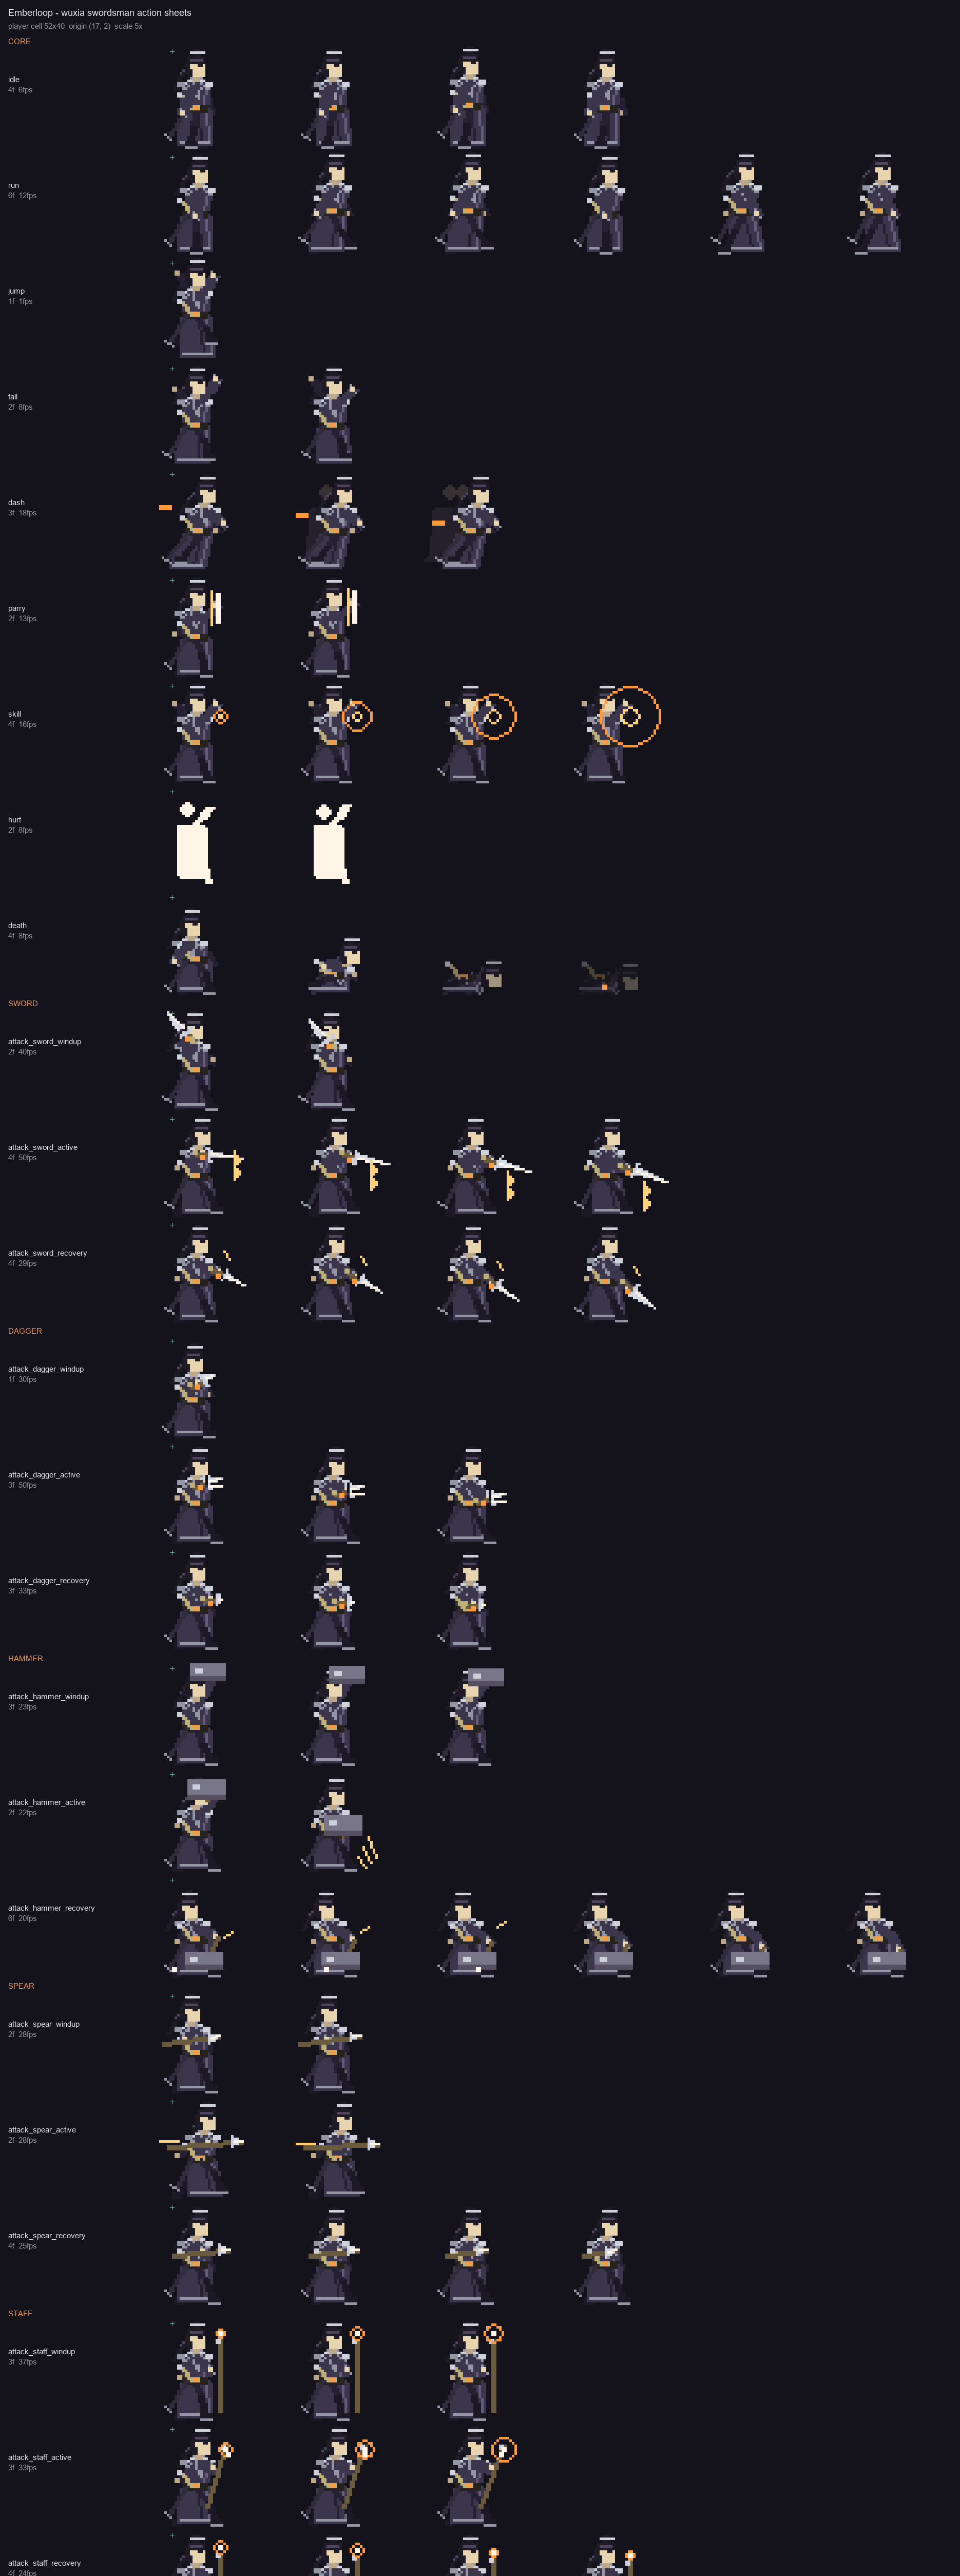 Emberloop - wuxia swordsman action sheets
player cell 52x40 origin (17, 2) scale 5x
CORE
idle
4f 6fps
run
6f 12fps
jump
1f 1fps
fall
2f 8fps
dash
3f 18fps
parry
2f 13fps
skill
4f 16fps
hurt
2f 8fps
death
4f 8fps
SWORD
attack_sword_windup
2f 40fps
attack_sword_active
4f 50fps
attack_sword_recovery
4f 29fps
DAGGER
attack_dagger_windup
1f 30fps
attack_dagger_active
3f 50fps
attack_dagger_recovery
3f 33fps
HAMMER
attack_hammer_windup
3f 23fps
attack_hammer_active
2f 22fps
attack_hammer_recovery
6f 20fps
SPEAR
attack_spear_windup
2f 28fps
attack_spear_active
2f 28fps
attack_spear_recovery
4f 25fps
STAFF
attack_staff_windup
3f 37fps
attack_staff_active
3f 33fps
attack_staff_recovery
4f 24fps